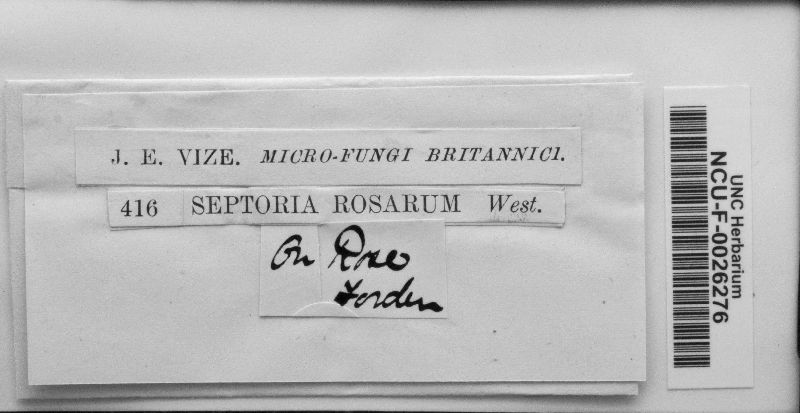 J. E. VIZE. MICRO-FUNGI BRITANNICI.
416 SEPTORIA ROSARUM West.
On Rose
Forden
UNC Herbarium
NCU-F-0026276